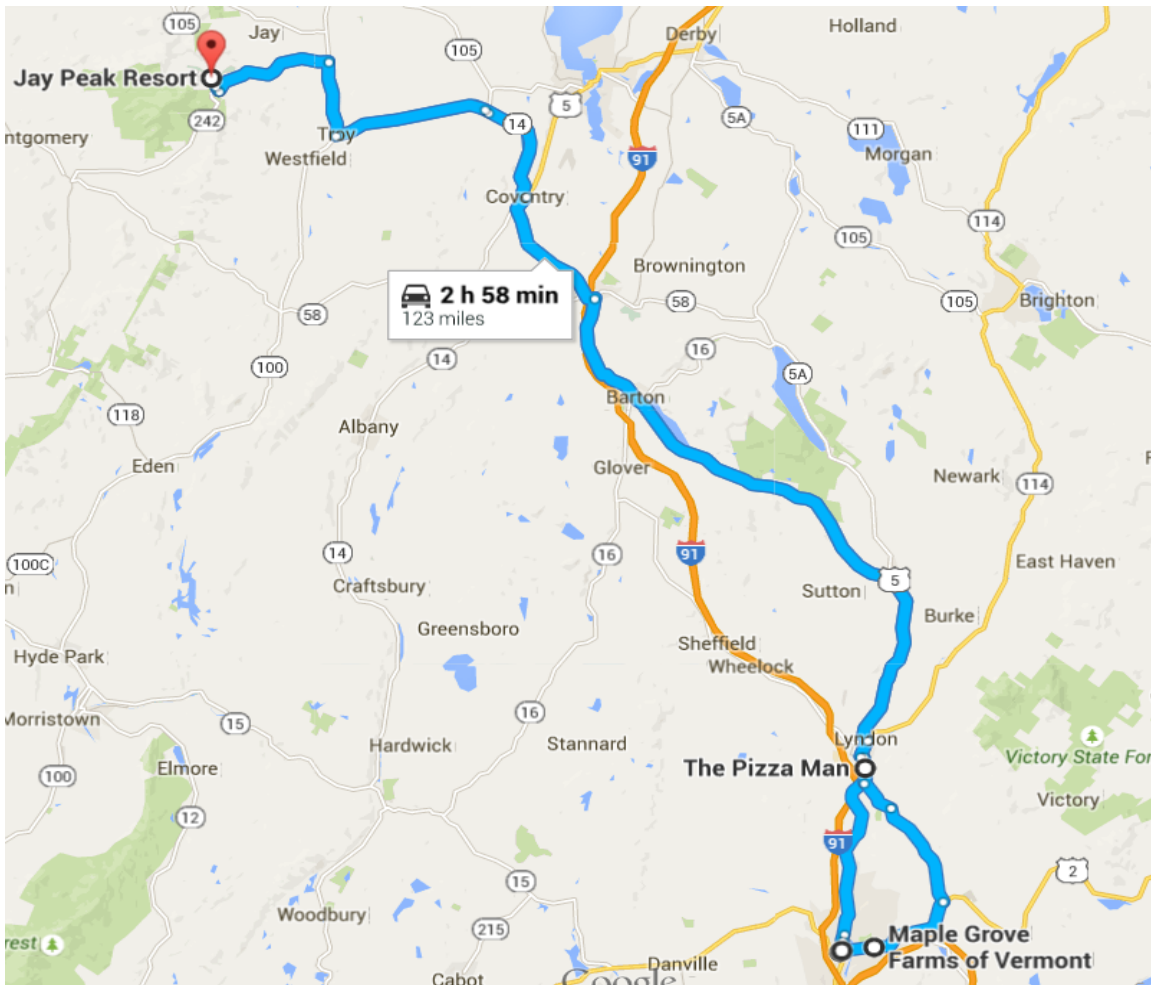 105
Jay
Holland
Derby
105
Jay Peak Resort
5
14
5A
242
111
ntgomery
Troy
Westfield
91
Morgan
Coventry
114
105
Brownington
2 h 58 min
123 miles
58
105
Brighton
58
16
14
100
5A
Barton
118
Albany
Eden
Glover
Newark
114
14
91
16
100C
East Haven
n
Craftsbury
Sutton
5
Burke
Greensboro
Sheffield
Hyde Park
Wheelock
Morristown
15
16
Lyndon
Hardwick
Stannard
Elmore
The Pizza Man
Victory State For
100
Victory
12
91
2
15
Woodbury
215
Maple Grove
Farms of Vermont
rest
Danville
Cabot
Google